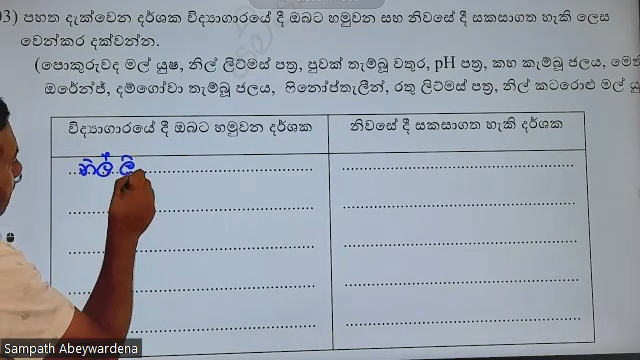 03) පහත දැක්වෙන දර්ශක විද්‍යාගාරයේ දී ඔබට හමුවන සහ නිවසේ දී සකසාගත හැකි ලෙස
වෙන්කර දක්වන්න.
(පොකුරුවද මල් යුෂ, නිල් ලිට්මස් පත්‍ර, පුවක් තැම්බූ වතුර, pH පත්‍ර, කහ කැම්බූ ජලය, මෙති
ඔරේන්ජ්, දම්ගෝවා තැම්බූ ජලය, ෆිනෝප්තලීන්, රතු ලිට්මස් පත්‍ර, නිල් කටරොළු මල් යු
විද්‍යාගාරයේ දී ඔබට හමුවන දර්ශක
නිවසේ දී සකසාගත හැකි දර්ශක
නිල් ලි
Sampath Abeywardena